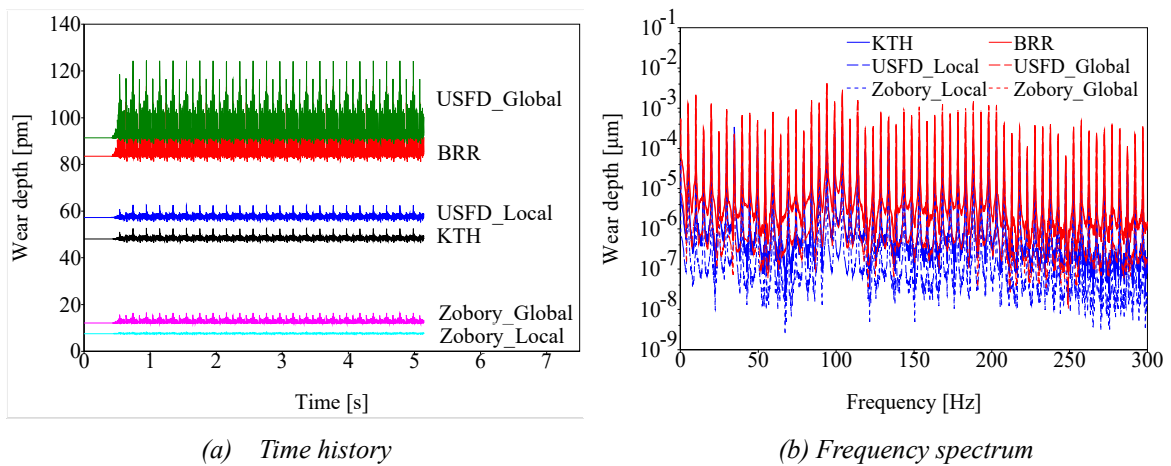 140
120
100
80
60
40
20
0
Wear depth [pm]
USFD_Global
BRR
USFD_Local
KTH
Zobory_Global
Zobory_Local
0 1 2 3 4 5 6 7
Time [s]
(a) Time history
10⁻¹
10⁻²
10⁻³
10⁻⁴
10⁻⁵
10⁻⁶
10⁻⁷
10⁻⁸
10⁻⁹
Wear depth [µm]
KTH BRR
USFD_Local USFD_Global
Zobory_Local Zobory_Global
0 50 100 150 200 250 300
Frequency [Hz]
(b) Frequency spectrum